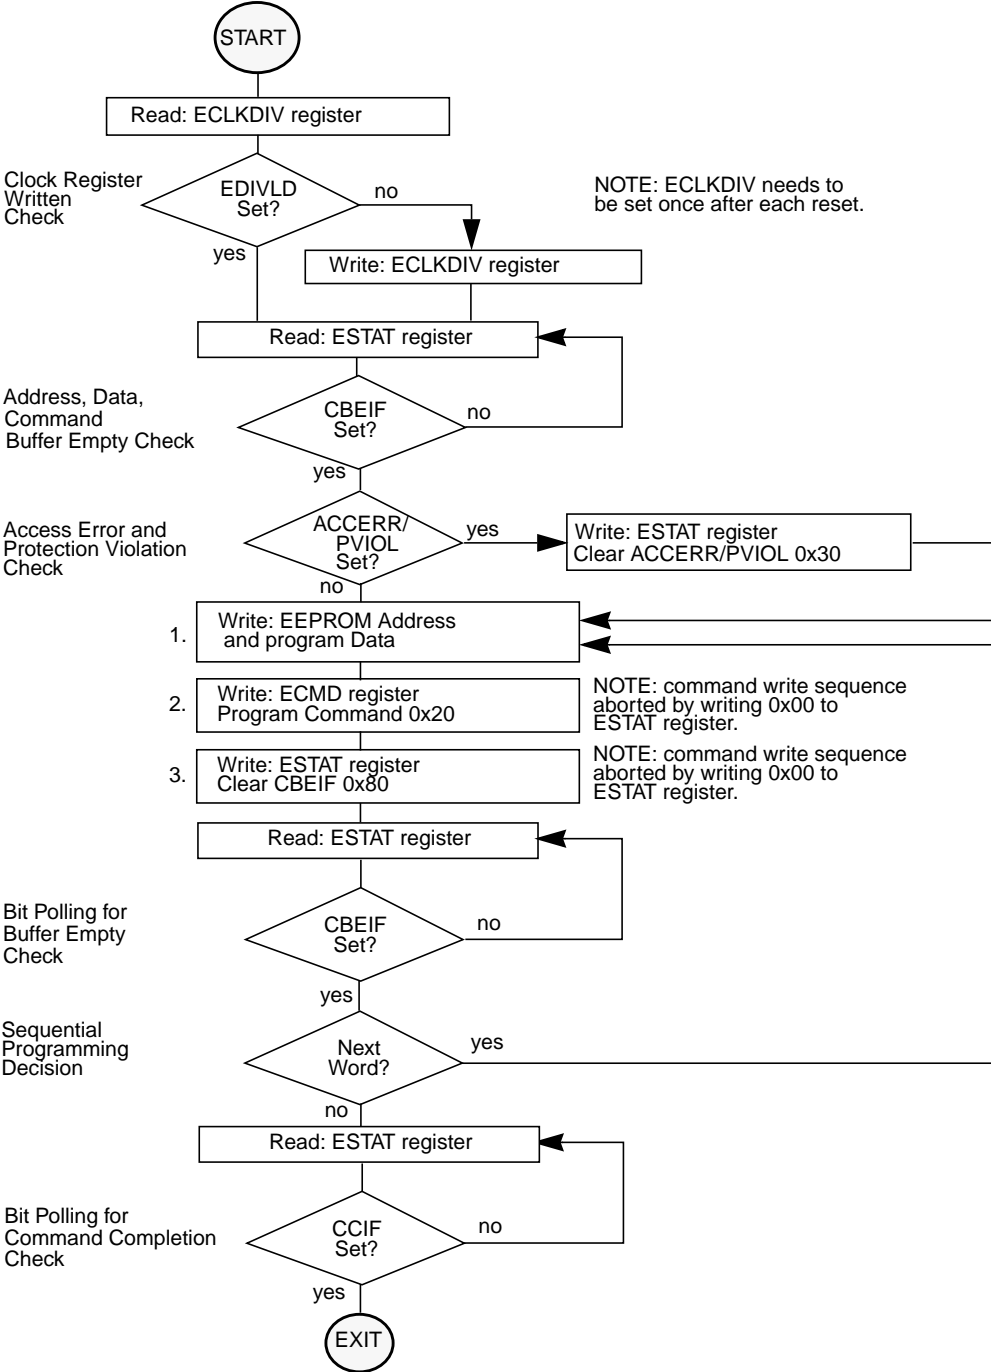 START
Read: ECLKDIV register
Clock Register
Written
Check
EDIVLD
Set?
no
yes
NOTE: ECLKDIV needs to
be set once after each reset.
Write: ECLKDIV register
Read: ESTAT register
Address, Data,
Command
Buffer Empty Check
CBEIF
Set?
no
yes
Access Error and
Protection Violation
Check
ACCERR/
PVIOL
Set?
yes
no
Write: ESTAT register
Clear ACCERR/PVIOL 0x30
1.
Write: EEPROM Address
and program Data
2.
Write: ECMD register
Program Command 0x20
NOTE: command write sequence
aborted by writing 0x00 to
ESTAT register.
3.
Write: ESTAT register
Clear CBEIF 0x80
NOTE: command write sequence
aborted by writing 0x00 to
ESTAT register.
Read: ESTAT register
Bit Polling for
Buffer Empty
Check
CBEIF
Set?
no
yes
Sequential
Programming
Decision
Next
Word?
yes
no
Read: ESTAT register
Bit Polling for
Command Completion
Check
CCIF
Set?
no
yes
EXIT